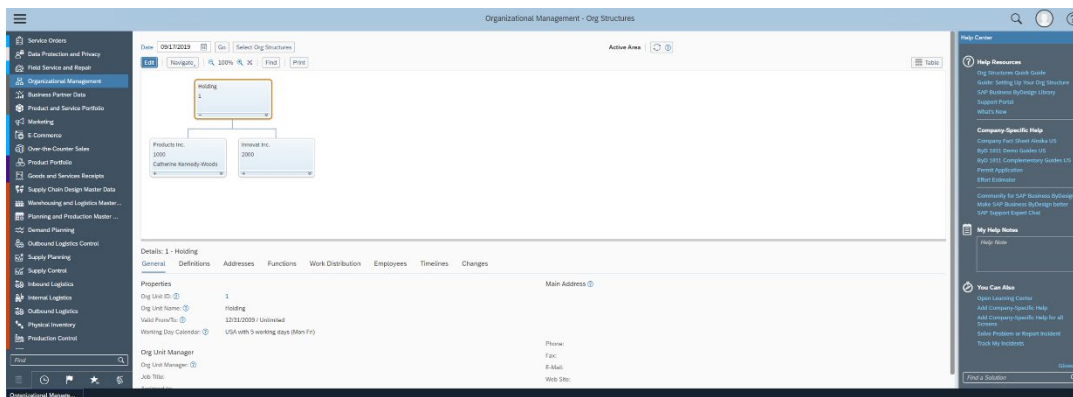 Organizational Management - Org Structures
Service Orders
Data Protection and Privacy
Field Service and Repair
Organizational Management
Business Partner Data
Product and Service Portfolio
Marketing
E-Commerce
Over-the-Counter Sales
Product Portfolio
Goods and Services Receipts
Supply Chain Design Master Data
Warehousing and Logistics Master...
Planning and Production Master ...
Demand Planning
Outbound Logistics Control
Supply Planning
Supply Control
Inbound Logistics
Internal Logistics
Outbound Logistics
Physical Inventory
Production Control
Find
Organizational Manage...
Date 09/17/2019 Go Select Org Structures
Active Area
Edit Navigate 100% Find Print
Table
Holding
1
Products Inc.
1000
Catherine Kennedy-Woods
Innovat Inc.
2000
Details: 1 - Holding
General Definitions Addresses Functions Work Distribution Employees Timelines Changes
Properties
Org Unit ID: 1
Org Unit Name: Holding
Valid From/To: 12/31/2009 / Unlimited
Working Day Calendar: USA with 5 working days (Mon-Fri)
Org Unit Manager
Org Unit Manager:
Job Title:
Main Address
Phone:
Fax:
E-Mail:
Web Site:
Help Center
Help Resources
Org Structures Quick Guide
Guide: Setting Up Your Org Structure
SAP Business ByDesign Library
Support Portal
What's New
Company-Specific Help
Company Fact Sheet Alnisa US
ByD 1911 Demo Guides US
ByD 1911 Complementary Guides US
Permit Application
Effort Estimator
Community for SAP Business ByDesign
Make SAP Business ByDesign better
SAP Support Expert Chat
My Help Notes
Help Note
You Can Also
Open Learning Center
Add Company-Specific Help
Add Company-Specific Help for all
Screens
Solve Problem or Report Incident
Track My Incidents
Find a Solution